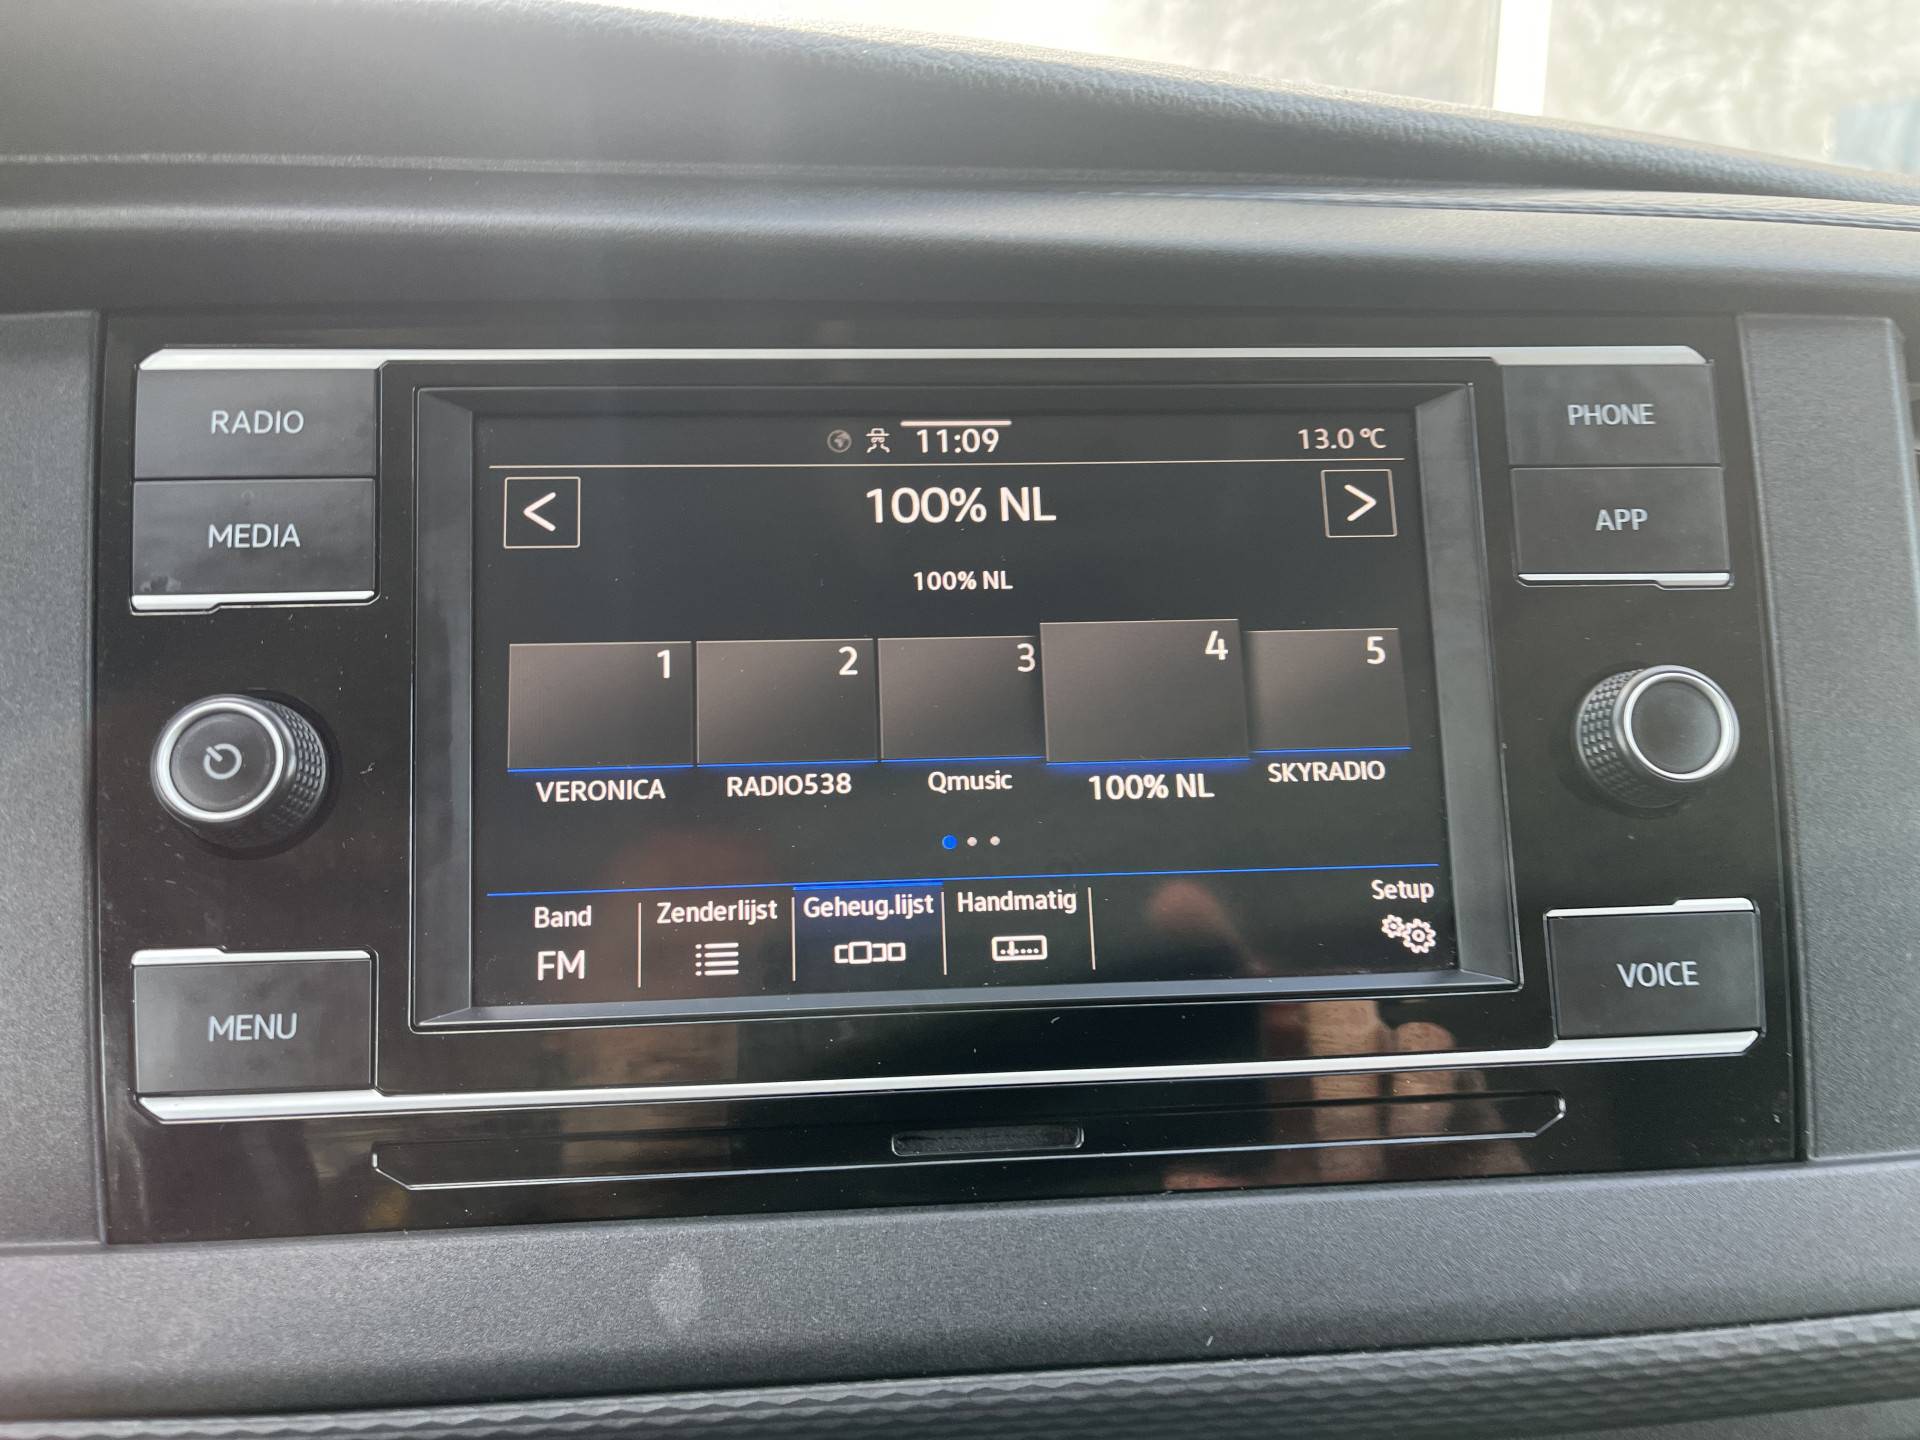 RADIO
MEDIA
MENU
11:09
13.0 °C
<
100% NL
>
100% NL
1
2
3
4
5
VERONICA
RADIO538
Qmusic
100% NL
SKYRADIO
Band
FM
Zenderlijst
Geheug.lijst
Handmatig
Setup
PHONE
APP
VOICE